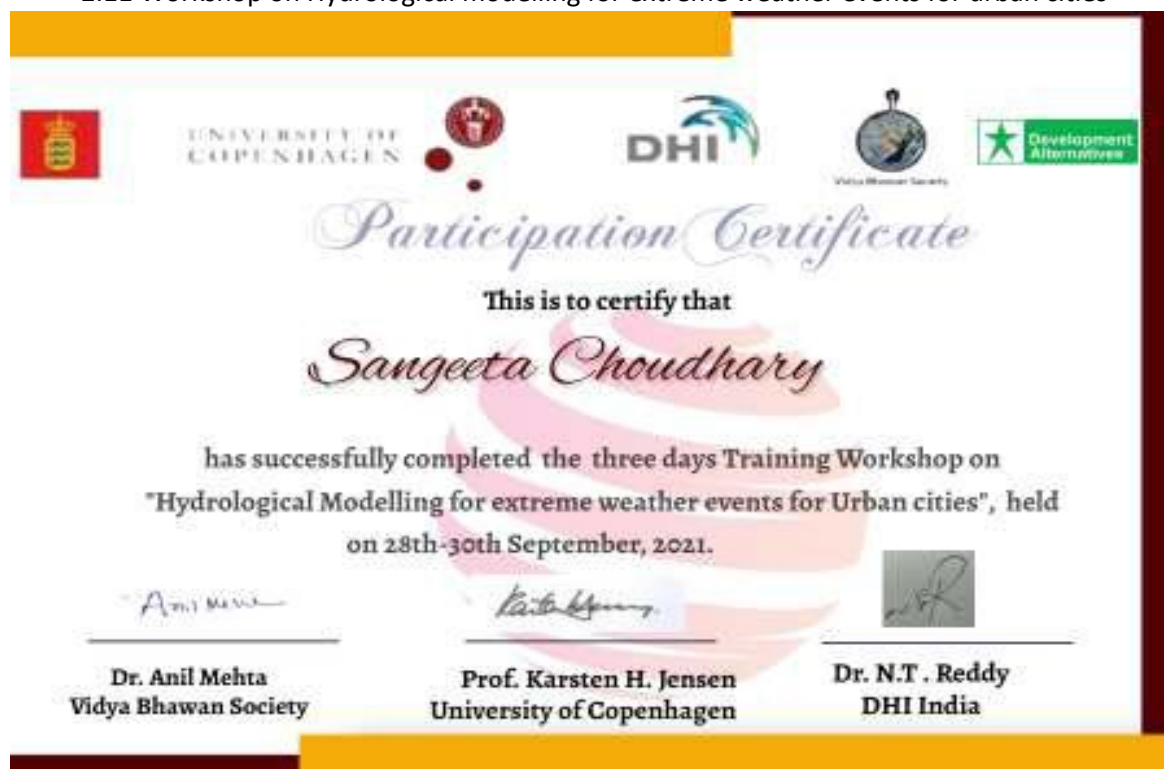 Workshop on Hydrological modelling for extreme weather events for urban cities
UNIVERSITY OF
COPENHAGEN
DHI
Vidya Bhawan Society
Development
Alternatives
Participation Certificate
This is to certify that
Sangeeta Choudhary
has successfully completed the three days Training Workshop on
"Hydrological Modelling for extreme weather events for Urban cities", held
on 28th-30th September, 2021.
Dr. Anil Mehta
Vidya Bhawan Society
Prof. Karsten H. Jensen
University of Copenhagen
Dr. N.T . Reddy
DHI India